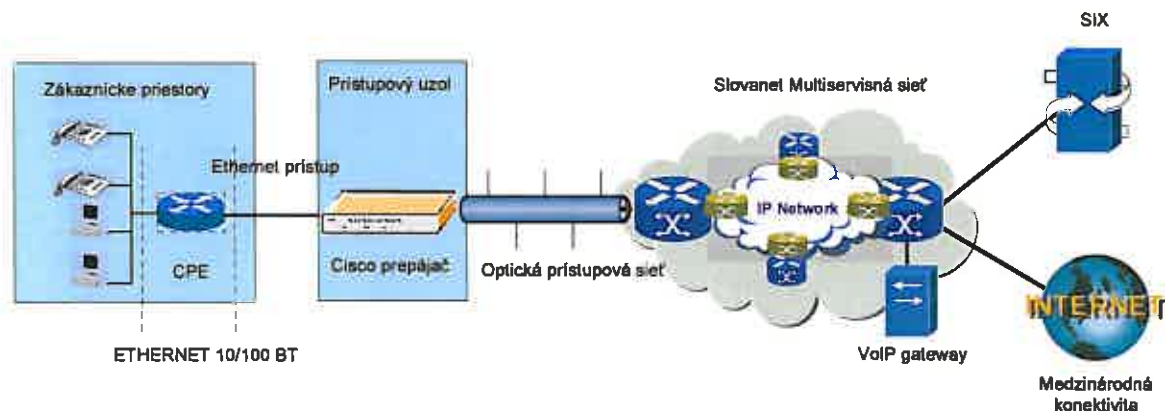 SIX
Zákaznicke priestory
Prístupový uzol
Slovanet Multiservisná sieť
Ethernet prístup
IP Network
CPE
Cisco prepájač
Optická prístupová sieť
INTERNET
ETHERNET 10/100 BT
VoIP gateway
Medzinárodná
konektivita